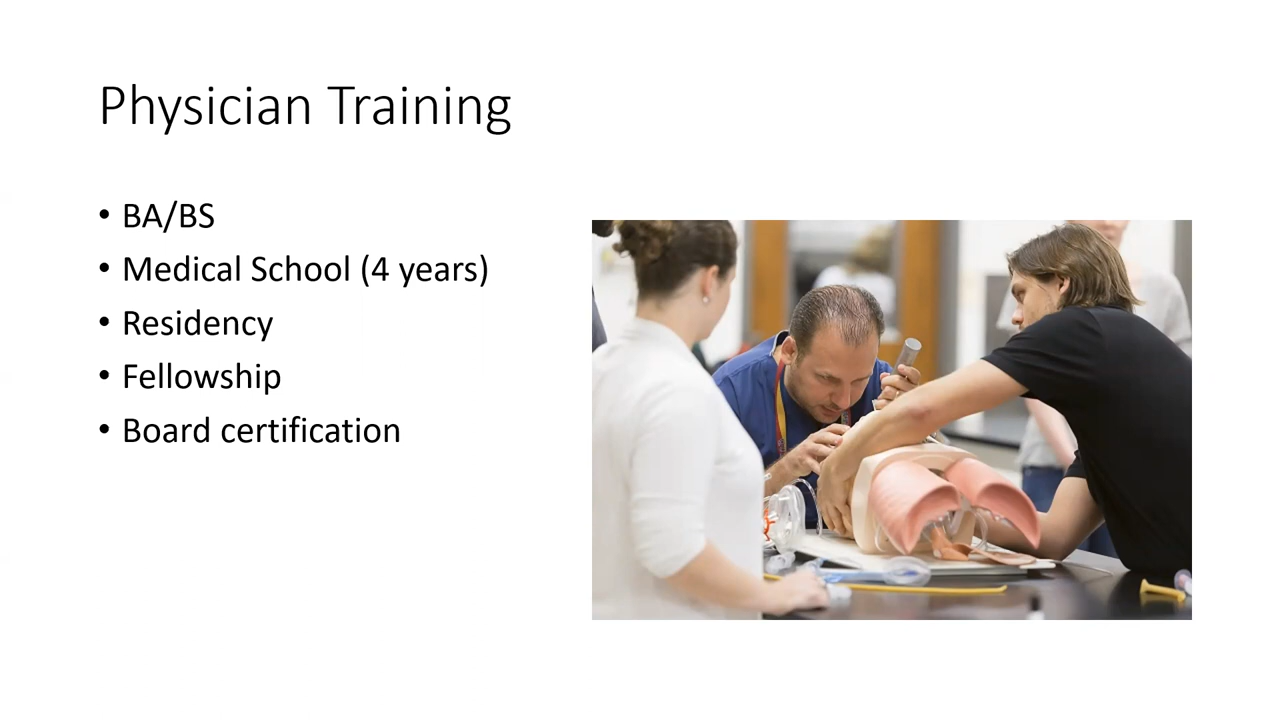 Physician Training
• BA/BS
• Medical School (4 years)
• Residency
• Fellowship
• Board certification